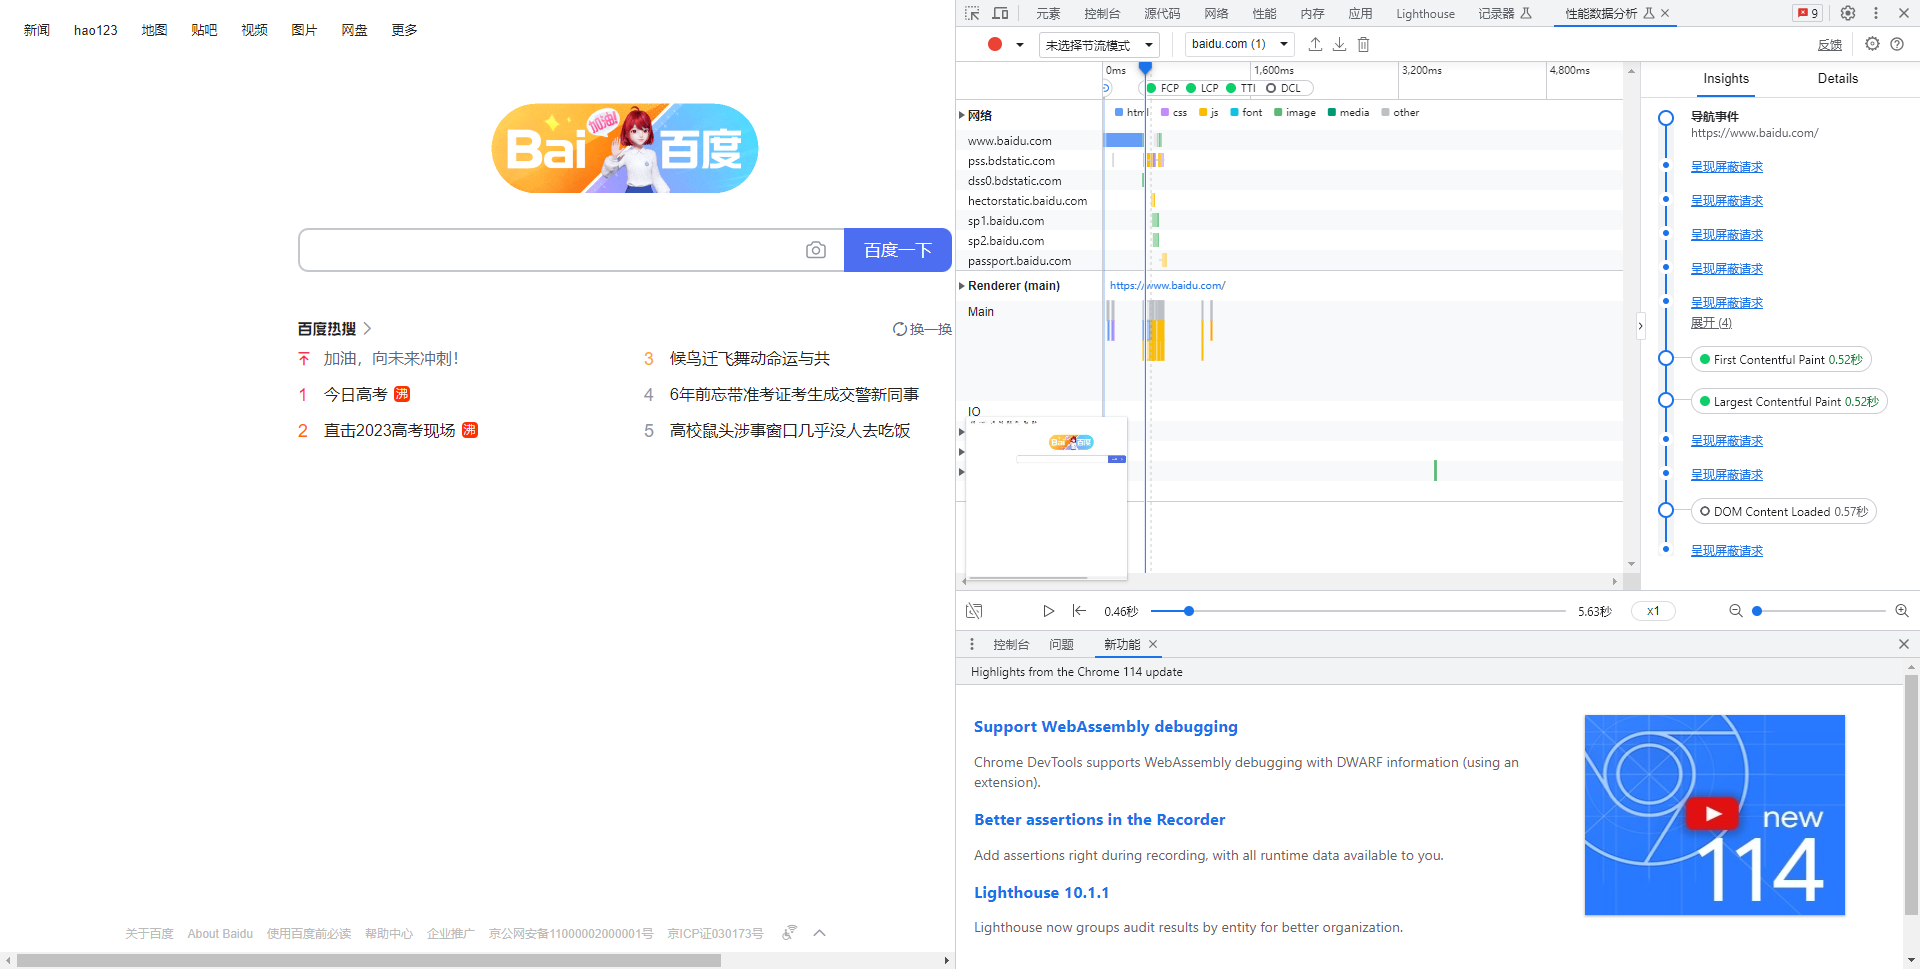 新闻 hao123 地图 贴吧 视频 图片 网盘 更多
加油!
Bai 百度
百度一下
百度热搜
换一换
加油，向未来冲刺！
3 候鸟迁飞舞动命运与共
1 今日高考 沸
4 6年前忘带准考证考生成交警新同事
2 直击2023高考现场 沸
5 高校鼠头涉事窗口几乎没人去吃饭
关于百度 About Baidu 使用百度前必读 帮助中心 企业推广 京公网安备11000002000001号 京ICP证030173号
元素 控制台 源代码 网络 性能 内存 应用 Lighthouse 记录器 性能数据分析 9
未选择节流模式 baidu.com (1) 反馈
0ms 1,600ms 3,200ms 4,800ms
FCP LCP TTI DCL
网络 html css js font image media other
www.baidu.com
pss.bdstatic.com
dss0.bdstatic.com
hectorstatic.baidu.com
sp1.baidu.com
sp2.baidu.com
passport.baidu.com
Renderer (main) https://www.baidu.com/
Main
IO
Bai 百度
Insights Details
导航事件
https://www.baidu.com/
呈现屏蔽请求
呈现屏蔽请求
呈现屏蔽请求
呈现屏蔽请求
呈现屏蔽请求
展开 (4)
First Contentful Paint 0.52秒
Largest Contentful Paint 0.52秒
呈现屏蔽请求
呈现屏蔽请求
DOM Content Loaded 0.57秒
呈现屏蔽请求
0.46秒 5.63秒 x1
控制台 问题 新功能
Highlights from the Chrome 114 update
Support WebAssembly debugging
Chrome DevTools supports WebAssembly debugging with DWARF information (using an
extension).
Better assertions in the Recorder
Add assertions right during recording, with all runtime data available to you.
Lighthouse 10.1.1
Lighthouse now groups audit results by entity for better organization.
new
114